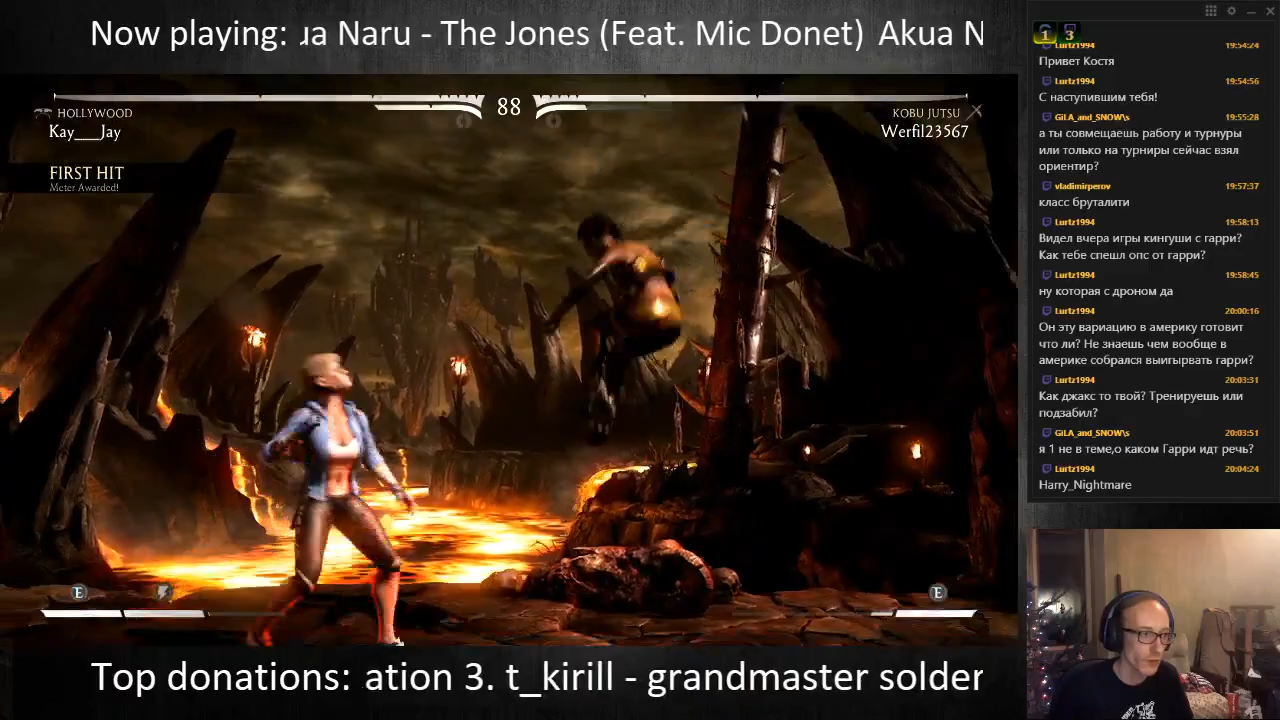 Now playing: ua Naru - The Jones (Feat. Mic Donet) Akua N
HOLLYWOOD
Kay___Jay
88
KOBU JUTSU
Werfil23567
FIRST HIT
Meter Awarded!
E
E
Top donations: ation 3. t_kirill - grandmaster solder
1 3
Lurtz1994 19:54:24
Привет Костя
Lurtz1994 19:54:56
С наступившим тебя!
GiLA_and_SNOW\s 19:55:28
а ты совмещаешь работу и турнуры
или только на турниры сейчас взял
ориентир?
vladimirperov 19:57:37
класс бруталити
Lurtz1994 19:58:13
Видел вчера игры кингуши с гарри?
Как тебе спешл опс от гарри?
Lurtz1994 19:58:45
ну которая с дроном да
Lurtz1994 20:00:16
Он эту вариацию в америку готовит
что ли? Не знаешь чем вообще в
америке собрался выигрывать гарри?
Lurtz1994 20:03:31
Как джакс то твой? Тренируешь или
подзабил?
GiLA_and_SNOW\s 20:03:51
я 1 не в теме,о каком Гарри идт речь?
Lurtz1994 20:04:24
Harry_Nightmare